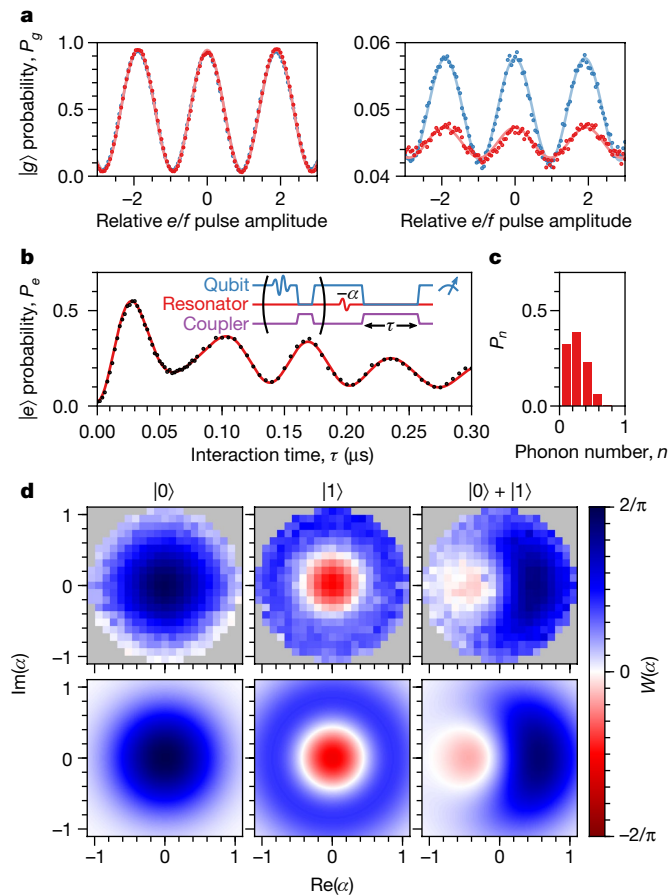 a
|g⟩ probability, P_g
1.0
0.5
0.0
−2
0
2
Relative e/f pulse amplitude
0.06
0.05
0.04
−2
0
2
Relative e/f pulse amplitude
b
|e⟩ probability, P_e
0.5
0.0
Qubit
Resonator
Coupler
−α
τ
0.00
0.05
0.10
0.15
0.20
0.25
0.30
Interaction time, τ (μs)
c
P_n
0.5
0.0
0
1
Phonon number, n
d
|0⟩
|1⟩
|0⟩ + |1⟩
Im(α)
1
0
−1
1
0
−1
−1
0
1
−1
0
1
−1
0
1
Re(α)
2/π
0
−2/π
W(α)